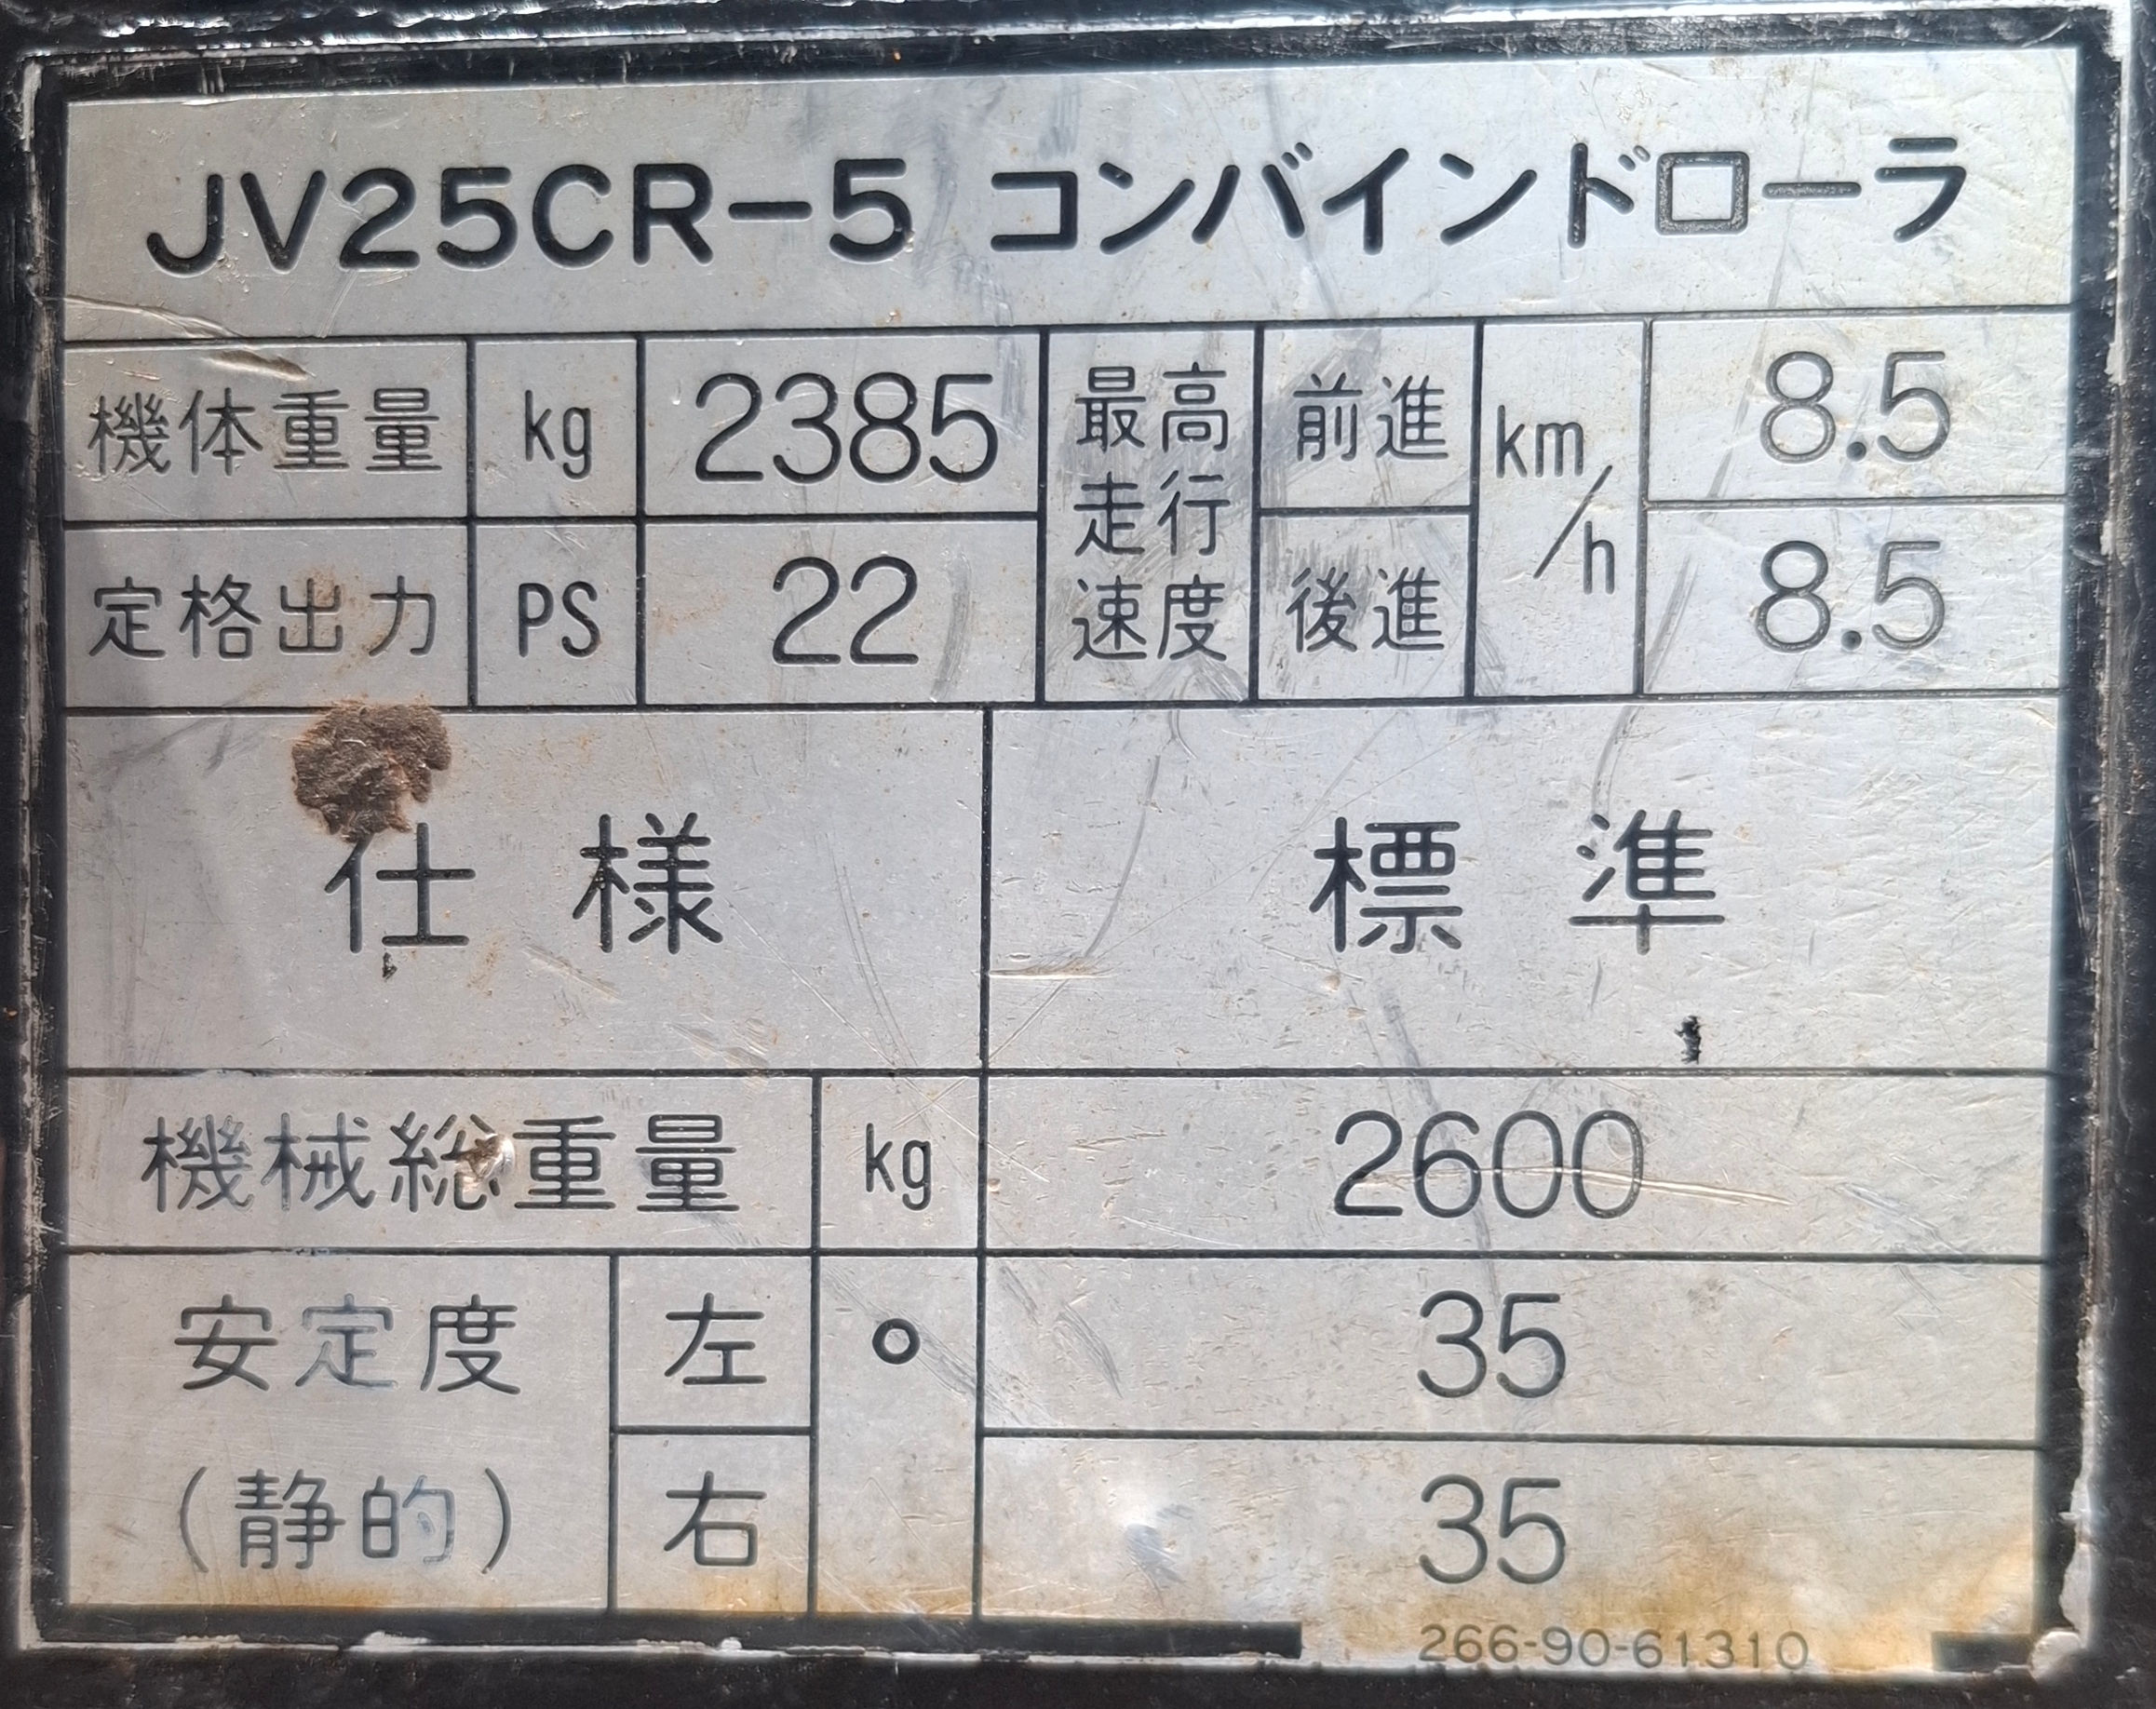 JV25CR-5 コンバインドローラ
機体重量 kg 2385 最高走行速度 前進 km/h 8.5
定格出力 PS 22 後進 8.5
仕様 標準
機械総重量 kg 2600
安定度 左 ° 35
(静的) 右 35
266-90-61310